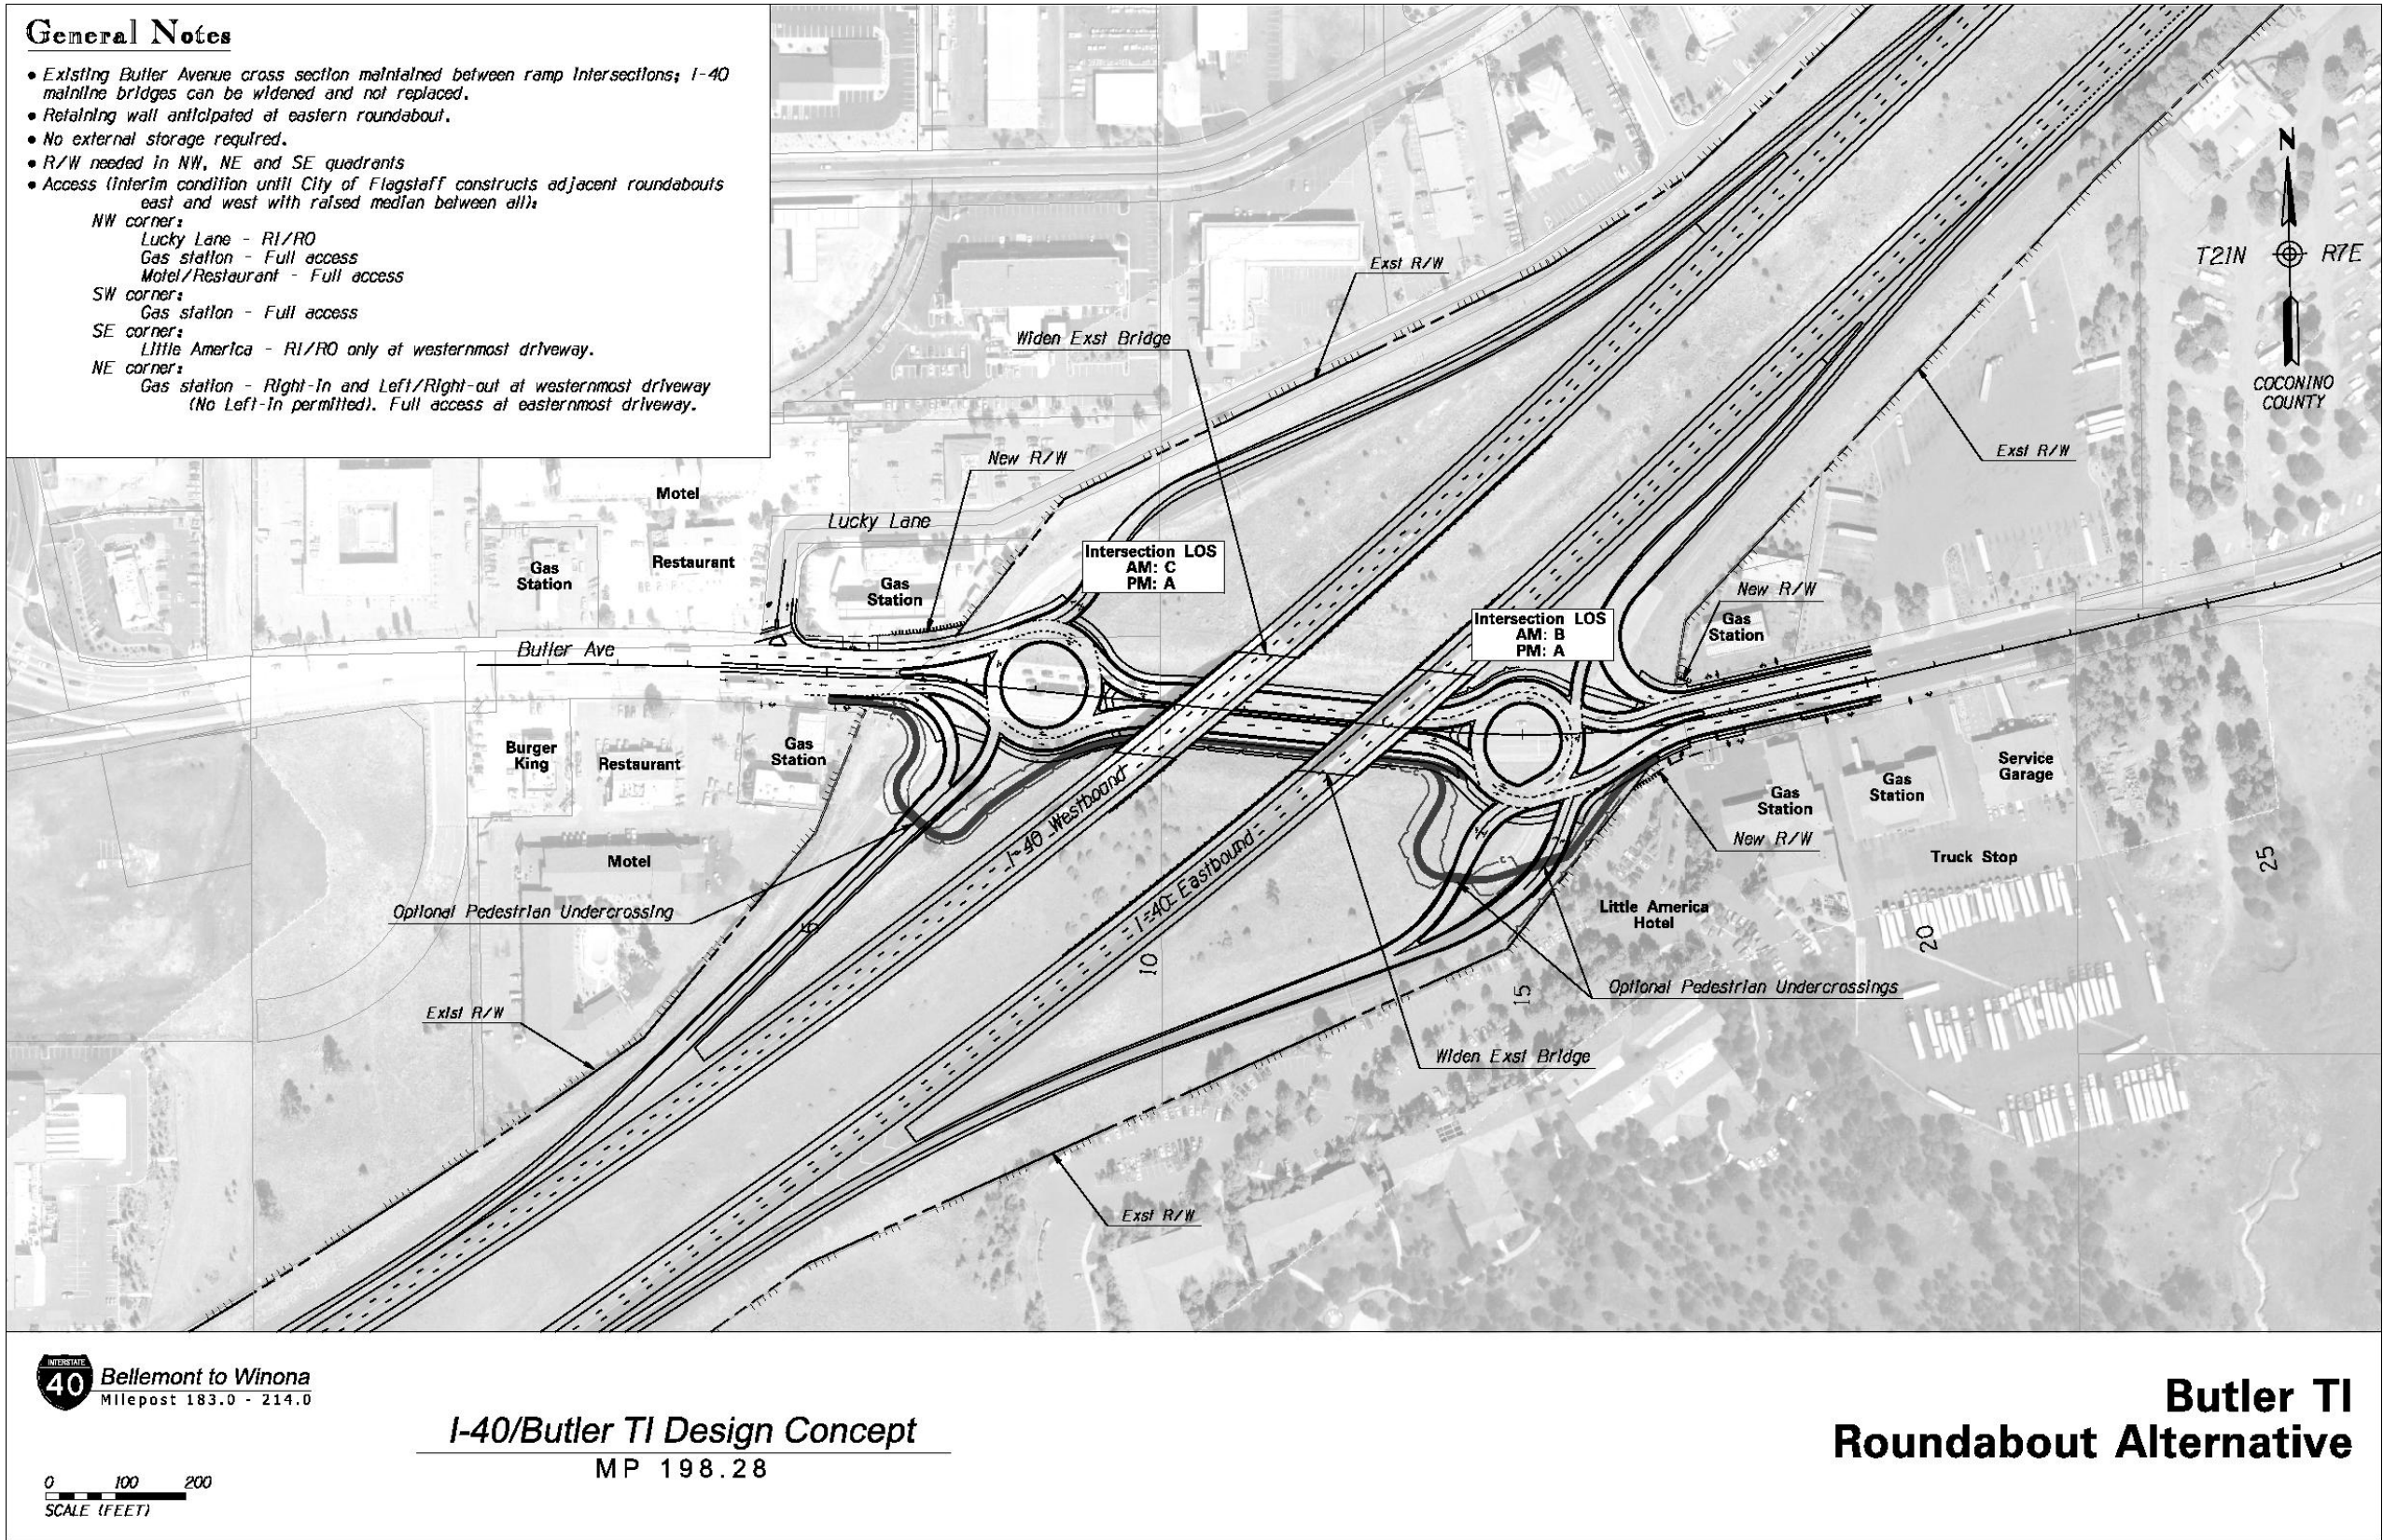 General Notes
• Existing Butler Avenue cross section maintained between ramp intersections; I-40
mainline bridges can be widened and not replaced.
• Retaining wall anticipated at eastern roundabout.
• No external storage required.
• R/W needed in NW, NE and SE quadrants
• Access (interim condition until City of Flagstaff constructs adjacent roundabouts
east and west with raised median between all):
NW corner:
Lucky Lane - RI/RO
Gas station - Full access
Motel/Restaurant - Full access
SW corner:
Gas station - Full access
SE corner:
Little America - RI/RO only at westernmost driveway.
NE corner:
Gas station - Right-in and Left/Right-out at westernmost driveway
(No Left-in permitted). Full access at easternmost driveway.
N
T21N R7E
COCONINO
COUNTY
Exst R/W
Widen Exst Bridge
New R/W
Exst R/W
Motel
Lucky Lane
Restaurant
Gas
Station
Gas
Station
Intersection LOS
AM: C
PM: A
Intersection LOS
AM: B
PM: A
New R/W
Gas
Station
Butler Ave
Burger
King
Restaurant
Gas
Station
Motel
I-40 Westbound
I-40 Eastbound
Gas
Station
Gas
Station
Service
Garage
New R/W
Truck Stop
Little America
Hotel
Optional Pedestrian Undercrossing
5
10
15
20
25
Optional Pedestrian Undercrossings
Exist R/W
Widen Exst Bridge
Exst R/W
INTERSTATE
40
Bellemont to Winona
Milepost 183.0 - 214.0
I-40/Butler TI Design Concept
MP 198.28
Butler TI
Roundabout Alternative
0 100 200
SCALE (FEET)